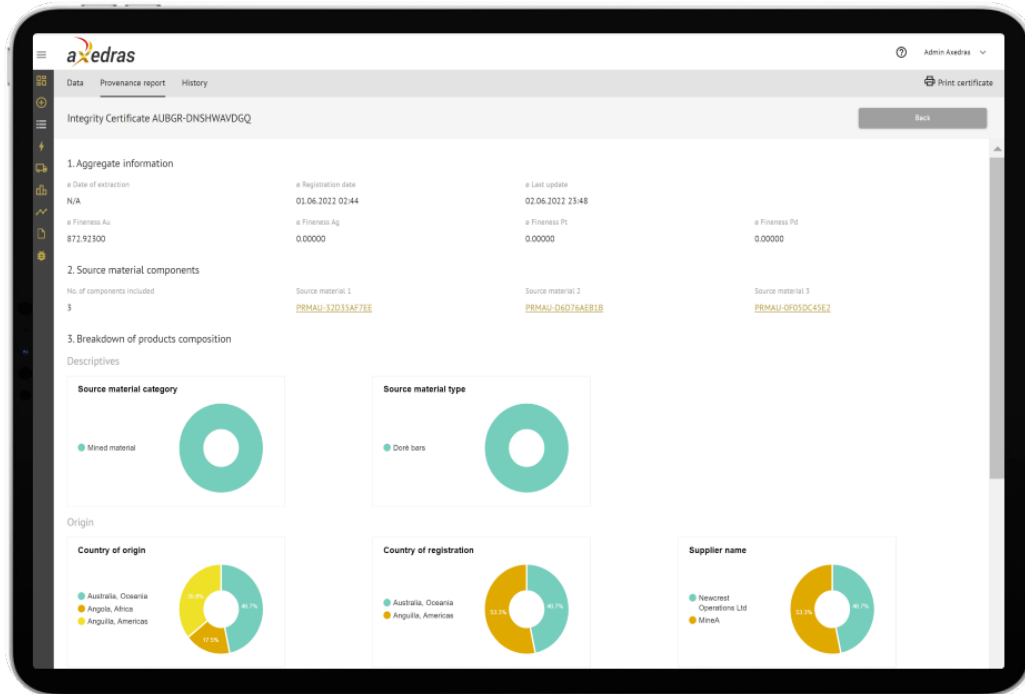 axedras
Admin Axedras
Data Provenance report History
Print certificate
Integrity Certificate AUBGR-DNSHWAVDGQ
Back
1. Aggregate information
ø Date of extraction ø Registration date ø Last update
N/A 01.06.2022 02:44 02.06.2022 23:48
ø Fineness Au ø Fineness Ag ø Fineness Pt ø Fineness Pd
872.92300 0.00000 0.00000 0.00000
2. Source material components
No. of components included Source material 1 Source material 2 Source material 3
3 PRMAU-32D35AF7EE PRMAU-D6D76AEB1B PRMAU-0F05DC45E2
3. Breakdown of products composition
Descriptives
Source material category
Mined material
Source material type
Doré bars
Origin
Country of origin
Australia, Oceania
Angola, Africa
Anguilla, Americas
46.7%
17.5%
Country of registration
Australia, Oceania
Anguilla, Americas
53.3%
46.7%
Supplier name
Newcrest
Operations Ltd
MineA
53.3%
46.7%